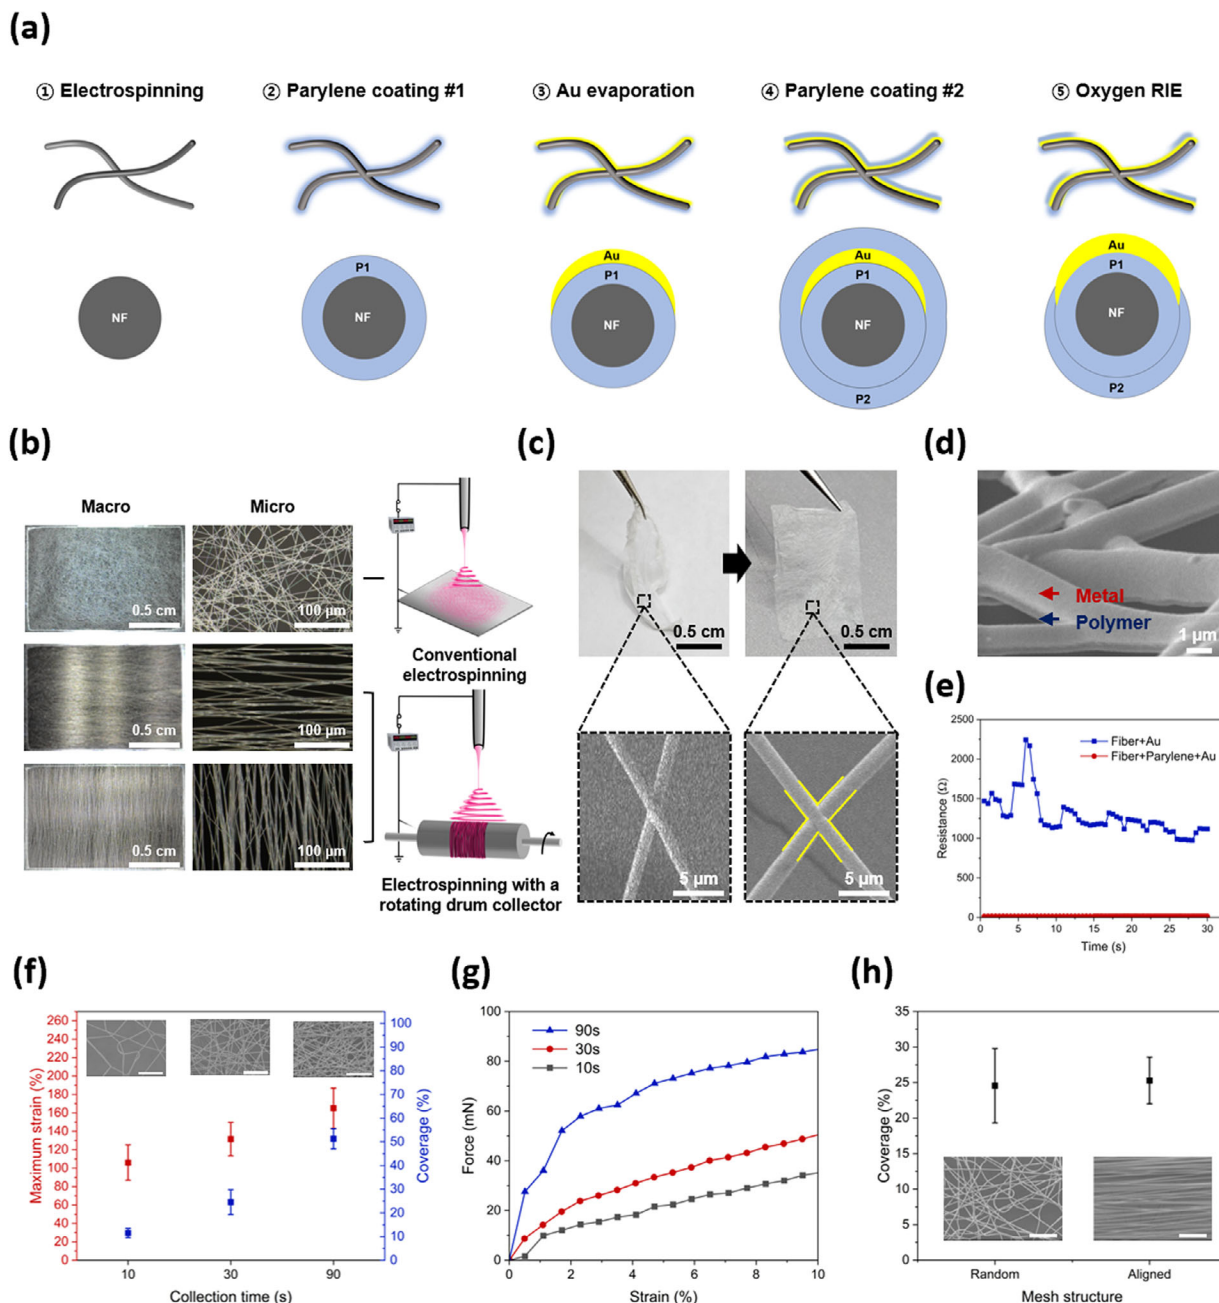 (a)
① Electrospinning
② Parylene coating #1
③ Au evaporation
④ Parylene coating #2
⑤ Oxygen RIE
NF
P1
NF
Au
P1
NF
Au
P1
NF
P2
Au
P1
NF
P2
(b)
Macro
Micro
0.5 cm
100 µm
0.5 cm
100 µm
0.5 cm
100 µm
Conventional
electrospinning
Electrospinning with a
rotating drum collector
(c)
0.5 cm
0.5 cm
5 µm
5 µm
(d)
Metal
Polymer
1 µm
(e)
2500
2000
1500
1000
500
0
Resistance (Ω)
Fiber+Au
Fiber+Parylene+Au
0
5
10
15
20
25
30
Time (s)
(f)
260
240
220
200
180
160
140
120
100
80
60
40
20
0
Maximum strain (%)
100
90
80
70
60
50
40
30
20
10
0
Coverage (%)
10
30
90
Collection time (s)
(g)
100
80
60
40
20
0
Force (mN)
90s
30s
10s
0
2
4
6
8
10
Strain (%)
(h)
35
30
25
20
15
10
5
0
Coverage (%)
Random
Aligned
Mesh structure